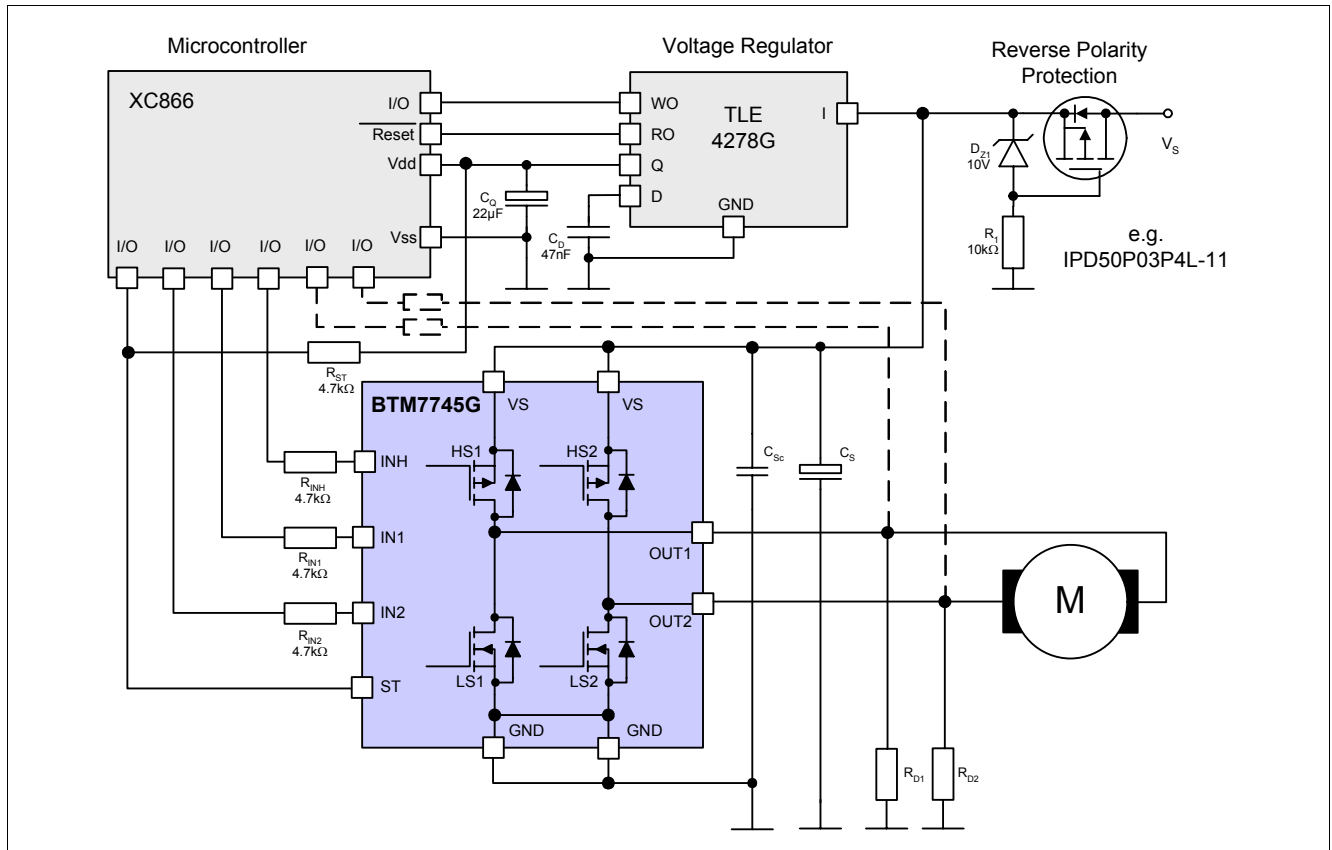 Microcontroller
Voltage Regulator
Reverse Polarity
Protection
XC866
I/O
Reset
Vdd
Vss
I/O
I/O
I/O
I/O
I/O
I/O
WO
RO
Q
D
TLE
4278G
I
GND
C_Q
22µF
C_D
47nF
D_Z1
10V
R_1
10kΩ
V_S
e.g.
IPD50P03P4L-11
R_ST
4.7kΩ
BTM7745G
VS
VS
HS1
HS2
INH
R_INH
4.7kΩ
IN1
R_IN1
4.7kΩ
IN2
R_IN2
4.7kΩ
ST
LS1
LS2
GND
GND
OUT1
OUT2
C_Sc
C_S
M
R_D1
R_D2